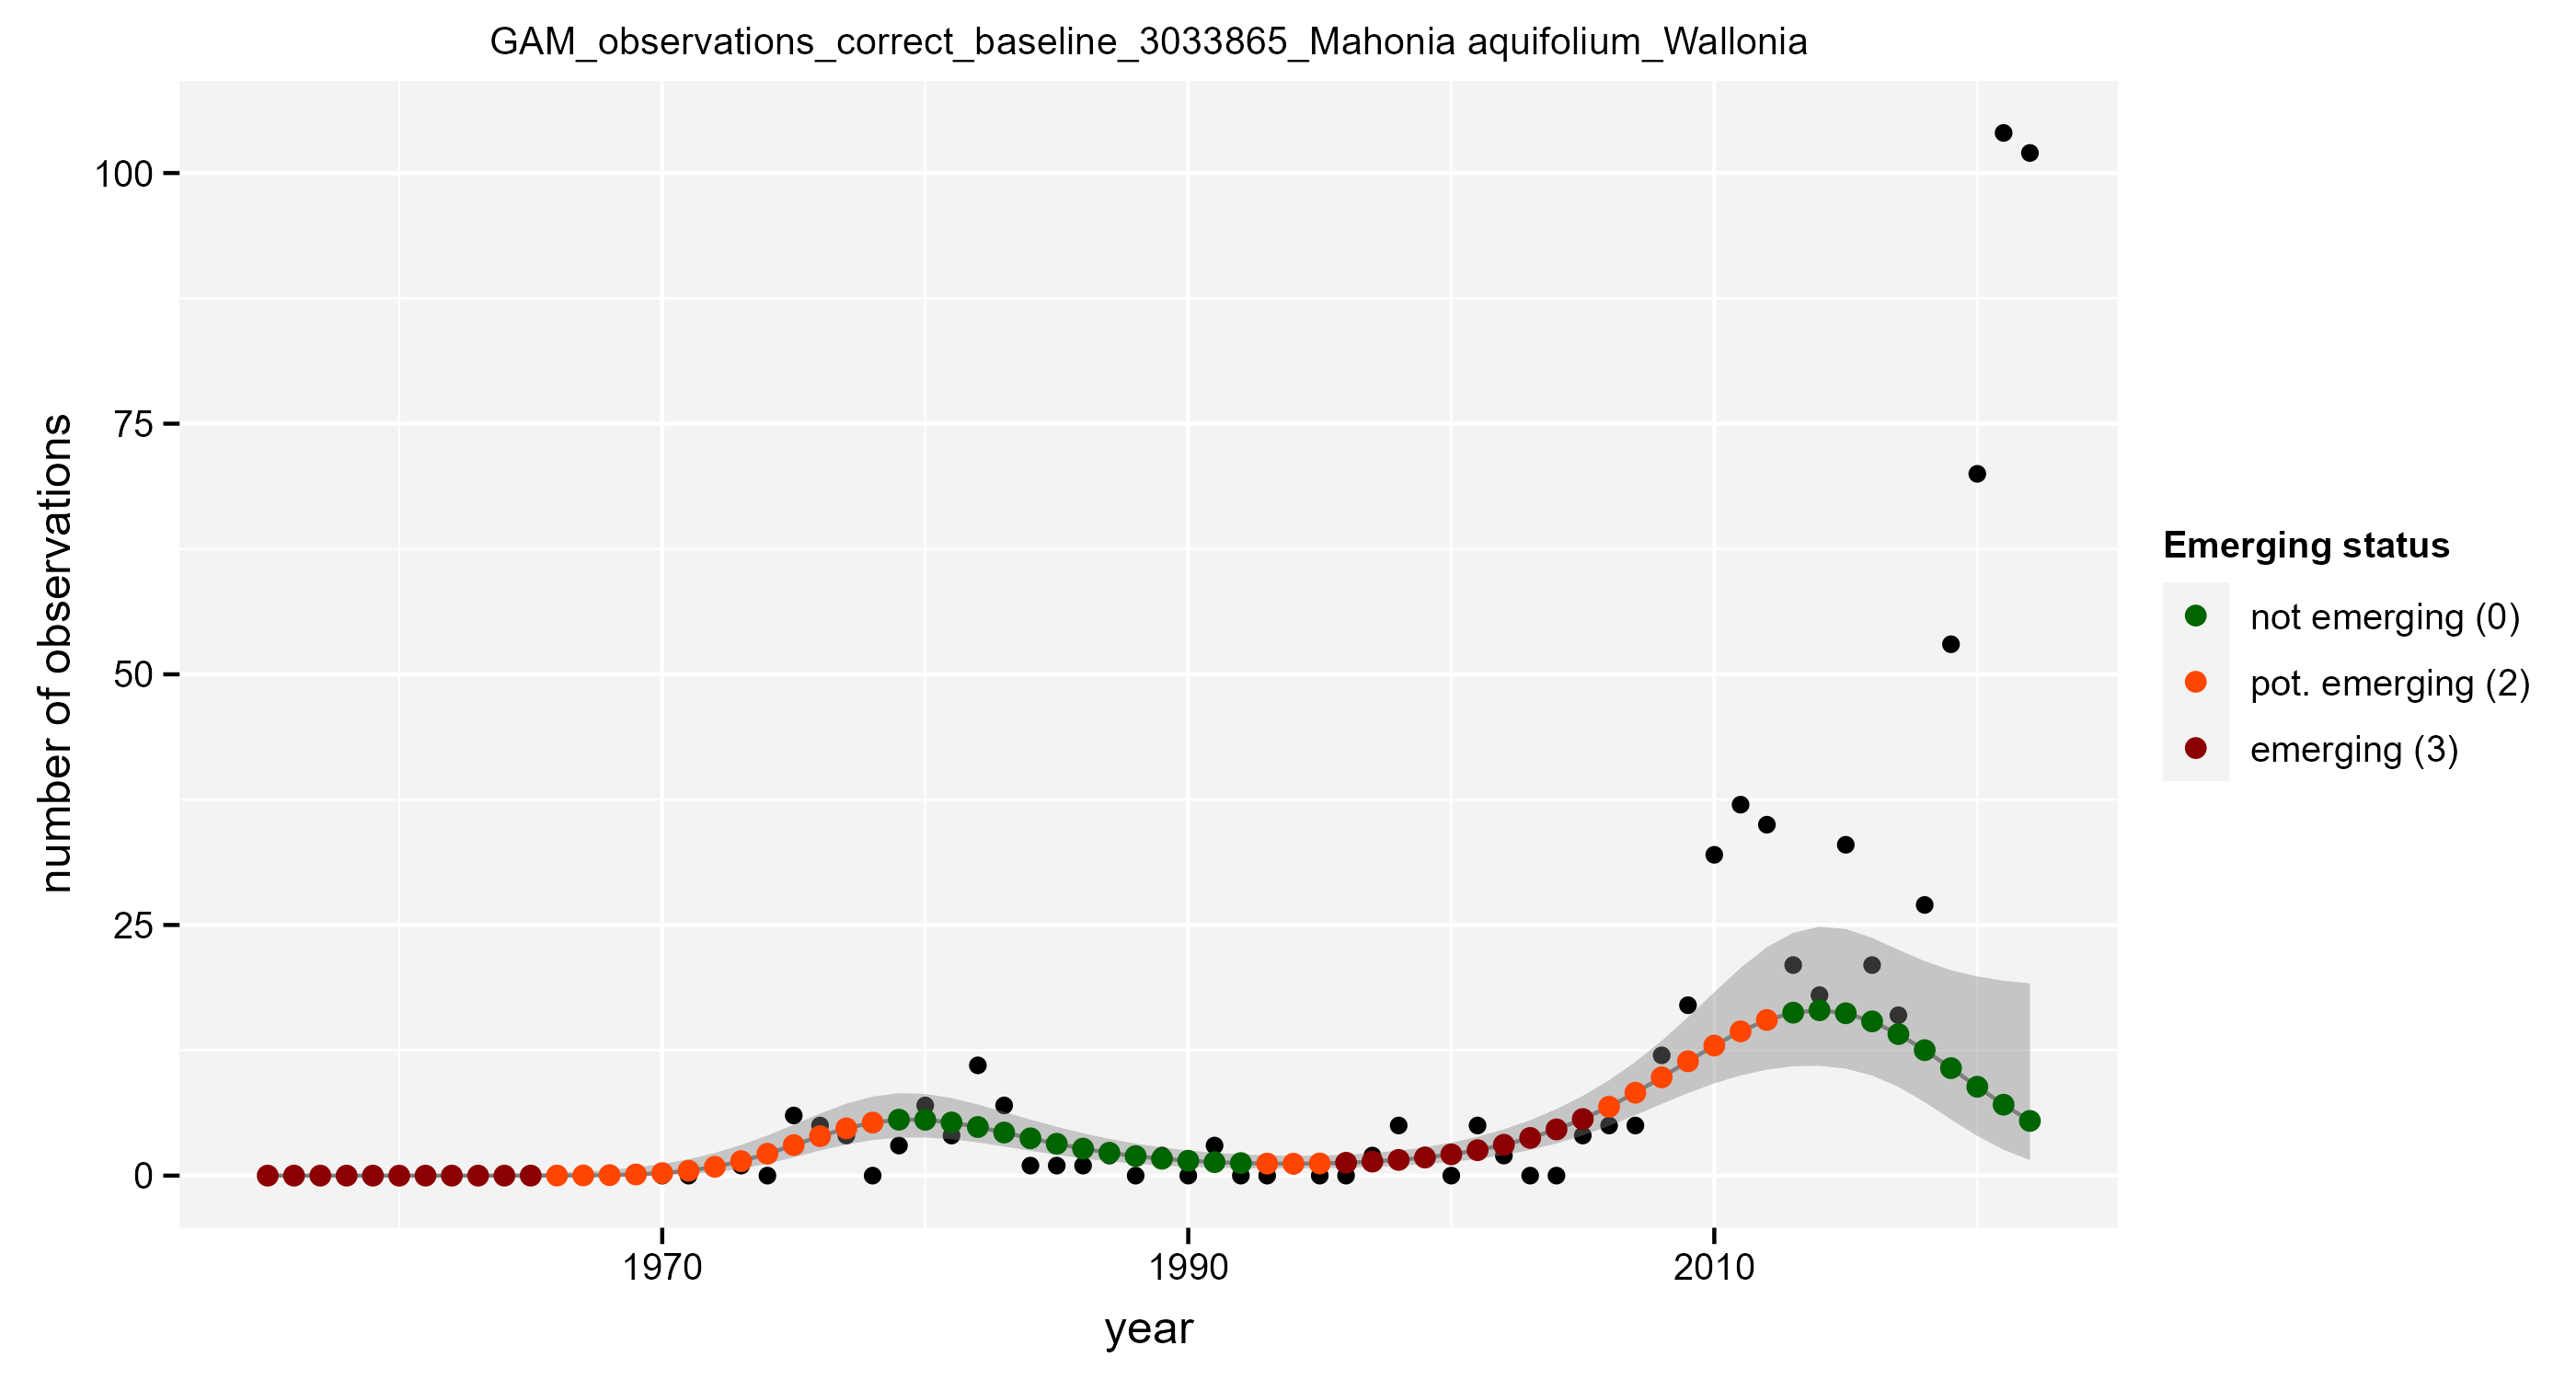 GAM_observations_correct_baseline_3033865_Mahonia aquifolium_Wallonia
100
75
50
25
0
number of observations
1970
1990
2010
year
Emerging status
not emerging (0)
pot. emerging (2)
emerging (3)